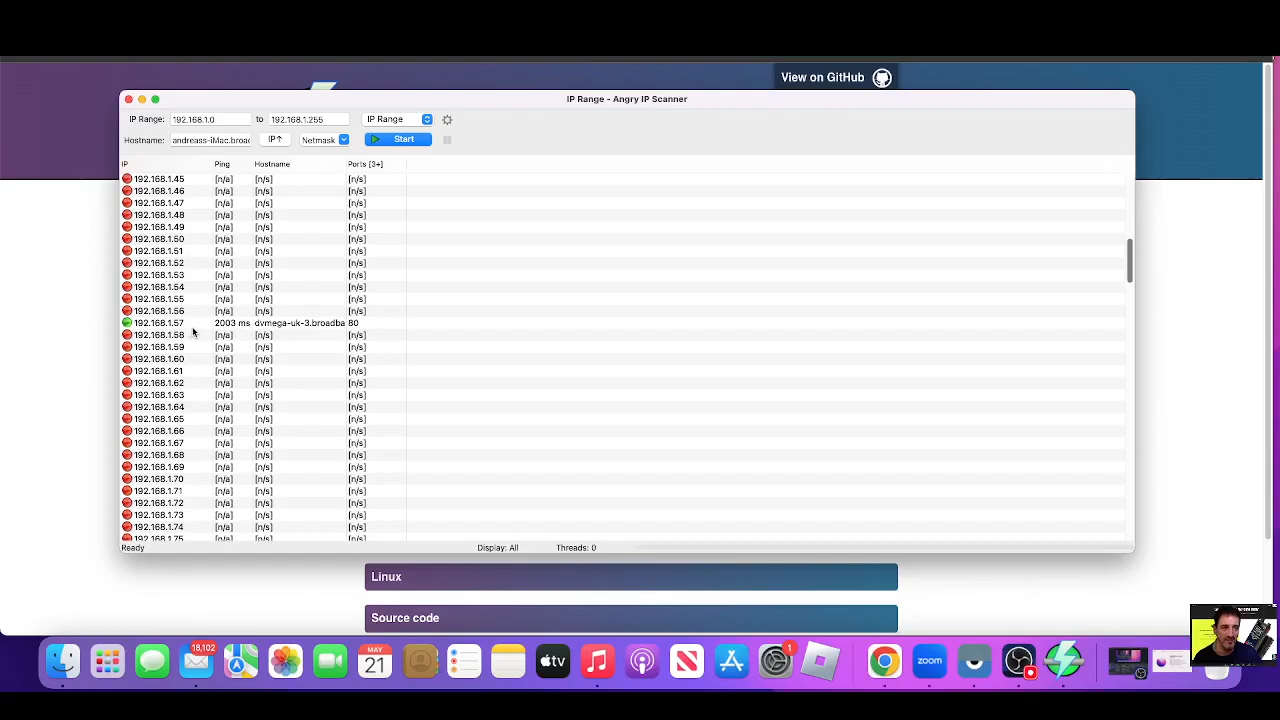 View on GitHub
IP Range - Angry IP Scanner
IP Range: 192.168.1.0 to 192.168.1.255 IP Range
Hostname: andreass-iMac.broac IP↑ Netmask Start
IP Ping Hostname Ports [3+]
192.168.1.45 [n/a] [n/s] [n/s]
192.168.1.46 [n/a] [n/s] [n/s]
192.168.1.47 [n/a] [n/s] [n/s]
192.168.1.48 [n/a] [n/s] [n/s]
192.168.1.49 [n/a] [n/s] [n/s]
192.168.1.50 [n/a] [n/s] [n/s]
192.168.1.51 [n/a] [n/s] [n/s]
192.168.1.52 [n/a] [n/s] [n/s]
192.168.1.53 [n/a] [n/s] [n/s]
192.168.1.54 [n/a] [n/s] [n/s]
192.168.1.55 [n/a] [n/s] [n/s]
192.168.1.56 [n/a] [n/s] [n/s]
192.168.1.57 2003 ms dvmega-uk-3.broadba 80
192.168.1.58 [n/a] [n/s] [n/s]
192.168.1.59 [n/a] [n/s] [n/s]
192.168.1.60 [n/a] [n/s] [n/s]
192.168.1.61 [n/a] [n/s] [n/s]
192.168.1.62 [n/a] [n/s] [n/s]
192.168.1.63 [n/a] [n/s] [n/s]
192.168.1.64 [n/a] [n/s] [n/s]
192.168.1.65 [n/a] [n/s] [n/s]
192.168.1.66 [n/a] [n/s] [n/s]
192.168.1.67 [n/a] [n/s] [n/s]
192.168.1.68 [n/a] [n/s] [n/s]
192.168.1.69 [n/a] [n/s] [n/s]
192.168.1.70 [n/a] [n/s] [n/s]
192.168.1.71 [n/a] [n/s] [n/s]
192.168.1.72 [n/a] [n/s] [n/s]
192.168.1.73 [n/a] [n/s] [n/s]
192.168.1.74 [n/a] [n/s] [n/s]
192.168.1.75 [n/a] [n/s] [n/s]
Ready Display: All Threads: 0
Linux
Source code
18,102
MAY
21
tv
1
zoom